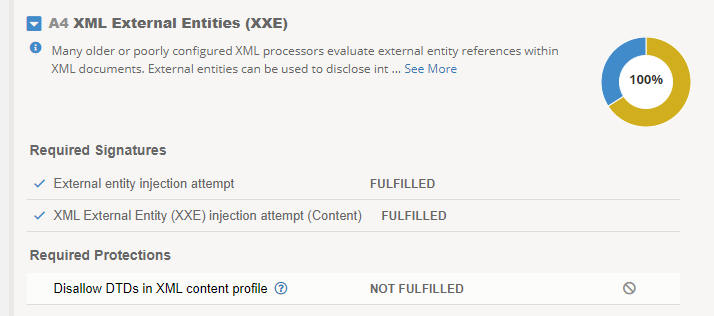 A4 XML External Entities (XXE)
Many older or poorly configured XML processors evaluate external entity references within
XML documents. External entities can be used to disclose int ... See More
100%
Required Signatures
External entity injection attempt FULFILLED
XML External Entity (XXE) injection attempt (Content) FULFILLED
Required Protections
Disallow DTDs in XML content profile NOT FULFILLED